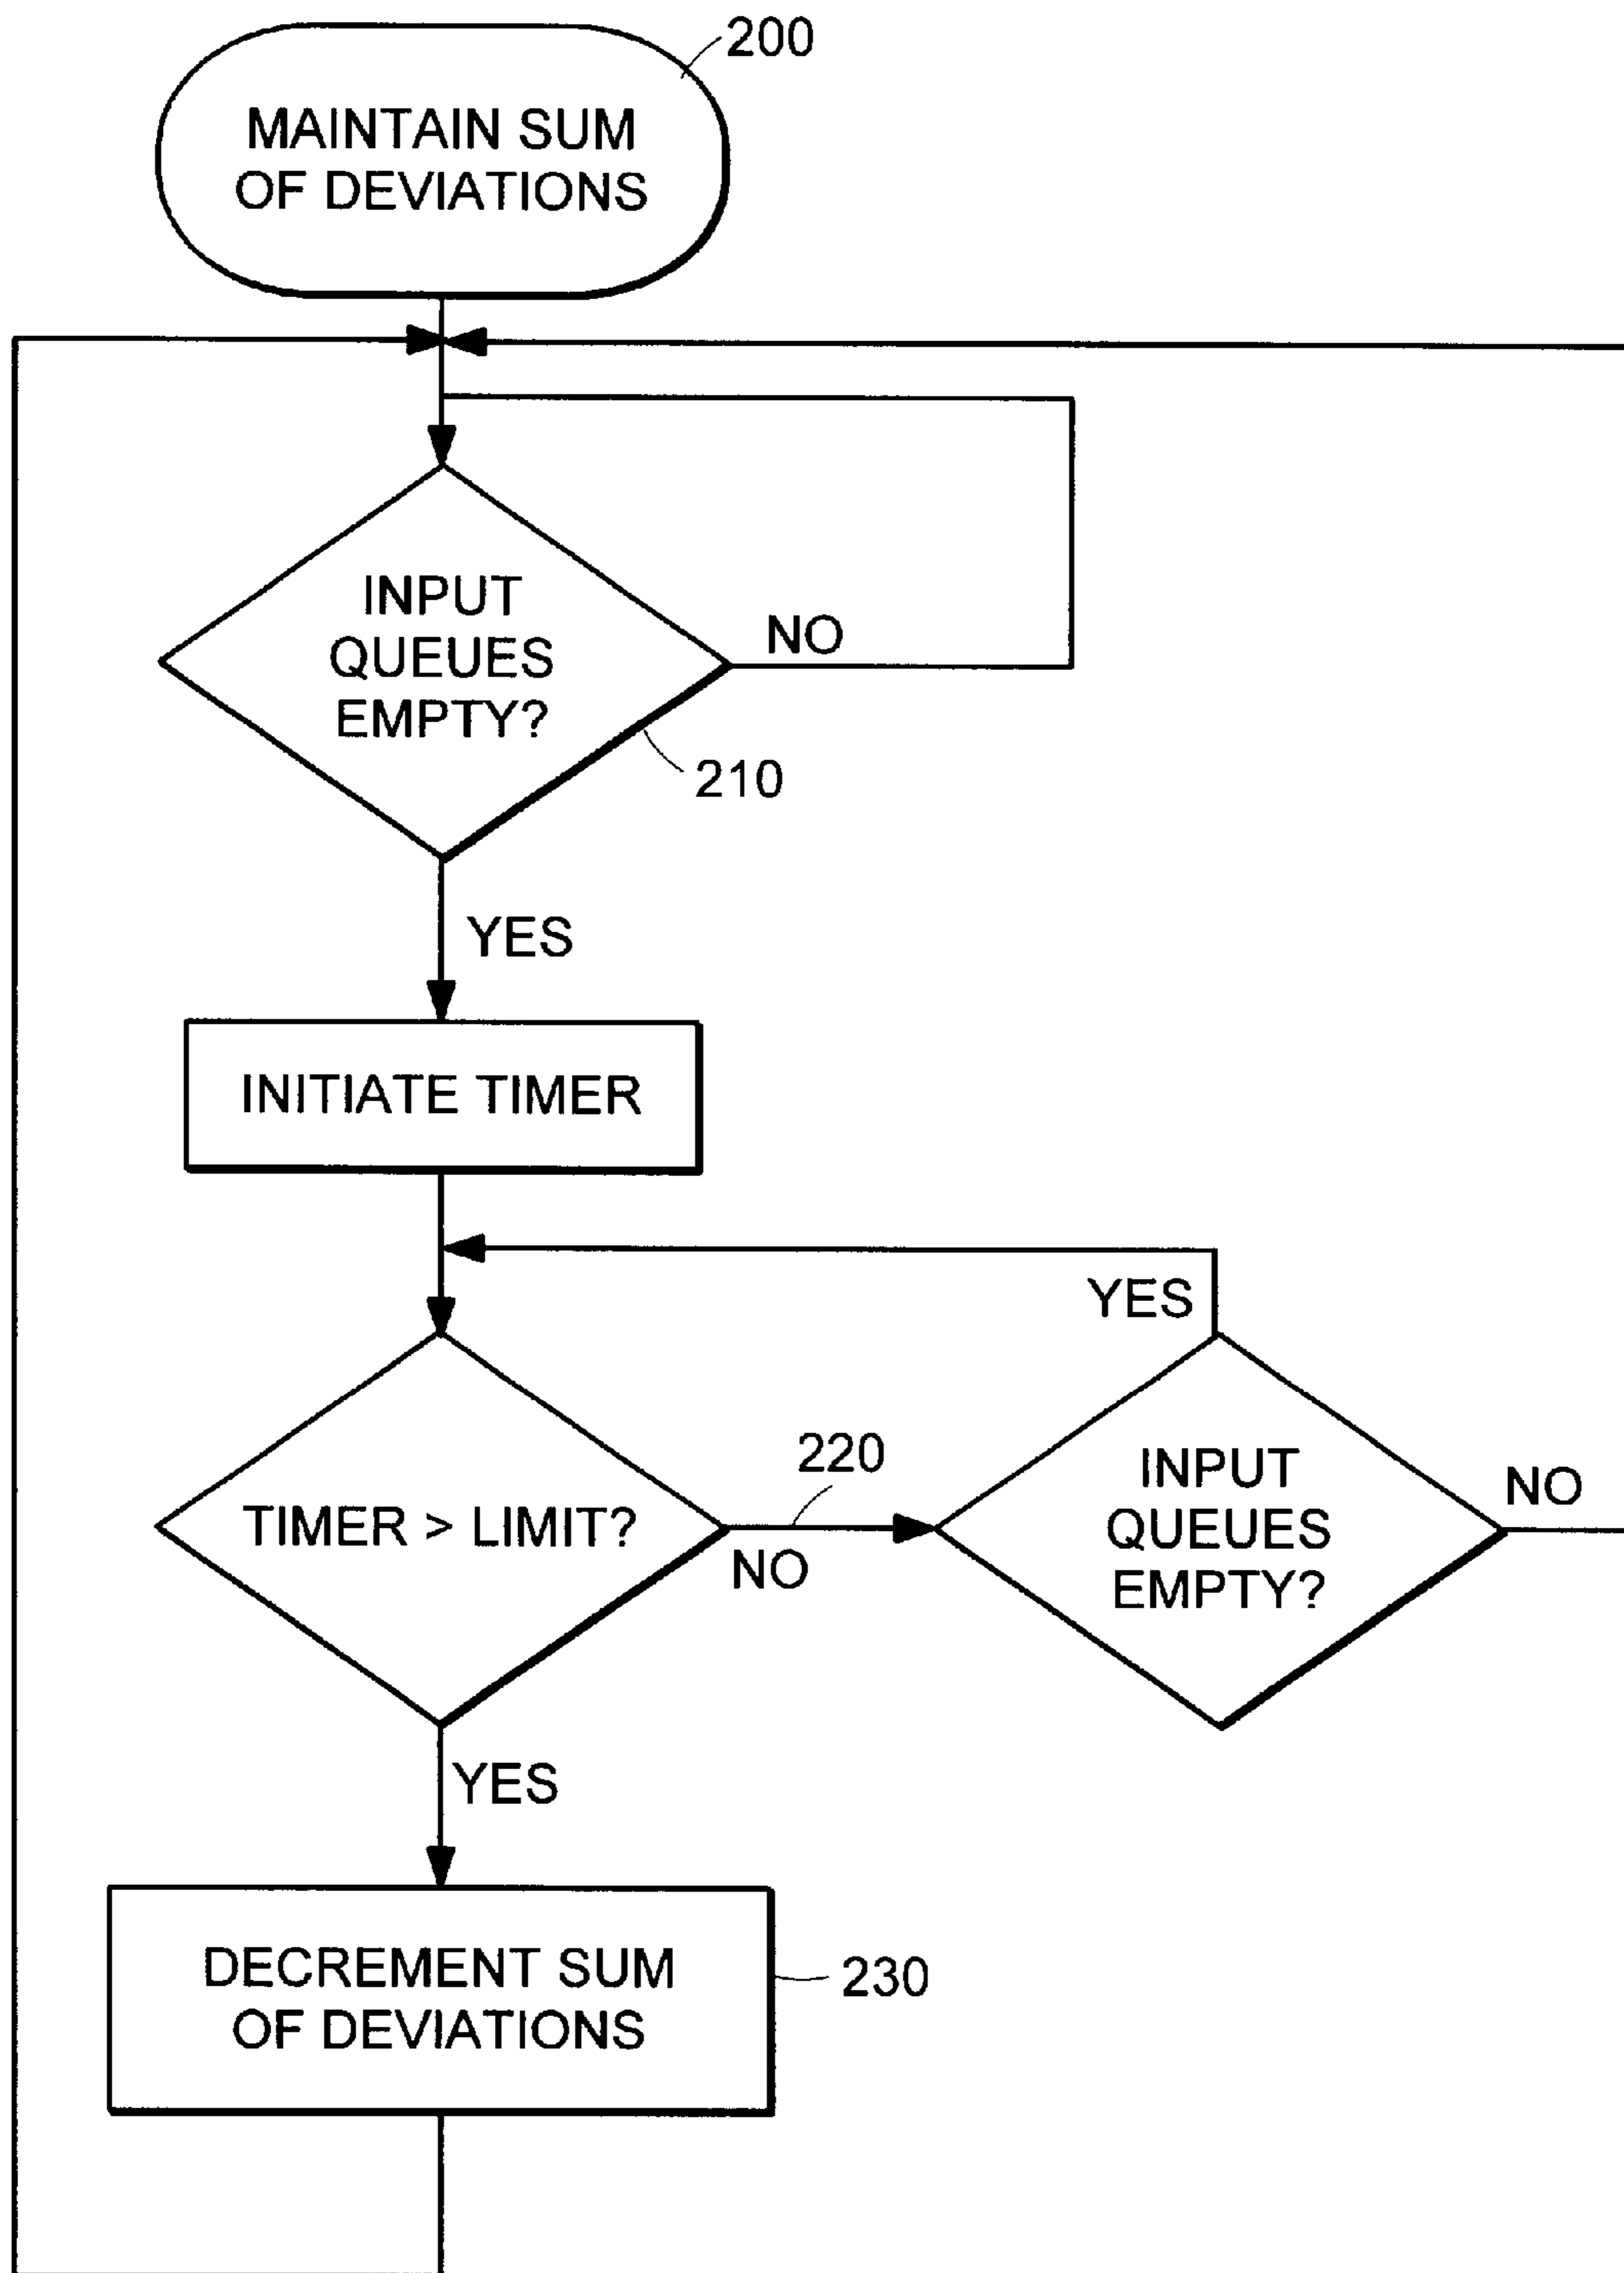 200
MAINTAIN SUM
OF DEVIATIONS
INPUT
QUEUES
EMPTY?
NO
210
YES
INITIATE TIMER
YES
TIMER > LIMIT?
220
NO
INPUT
QUEUES
EMPTY?
NO
YES
DECREMENT SUM
OF DEVIATIONS
230